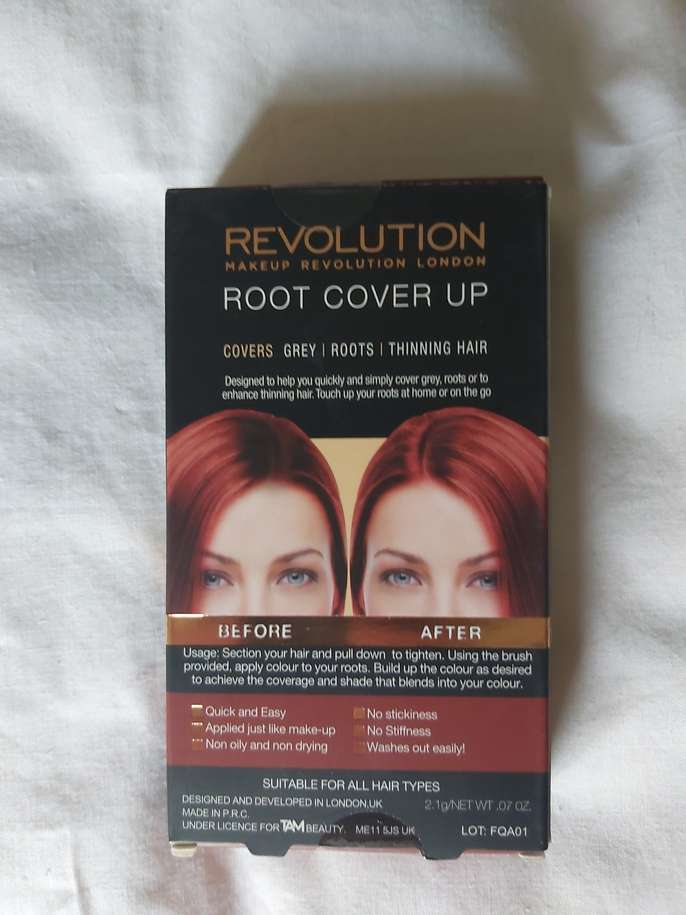 REVOLUTION
MAKEUP REVOLUTION LONDON
ROOT COVER UP
COVERS GREY | ROOTS | THINNING HAIR
Designed to help you quickly and simply cover grey, roots or to
enhance thinning hair. Touch up your roots at home or on the go
BEFORE AFTER
Usage: Section your hair and pull down to tighten. Using the brush
provided, apply colour to your roots. Build up the colour as desired
to achieve the coverage and shade that blends into your colour.
Quick and Easy No stickiness
Applied just like make-up No Stiffness
Non oily and non drying Washes out easily!
SUITABLE FOR ALL HAIR TYPES
DESIGNED AND DEVELOPED IN LONDON,UK 2.1g/NET WT .07 OZ.
MADE IN P.R.C.
UNDER LICENCE FOR TAM BEAUTY. ME11 5JS UK LOT: FQA01